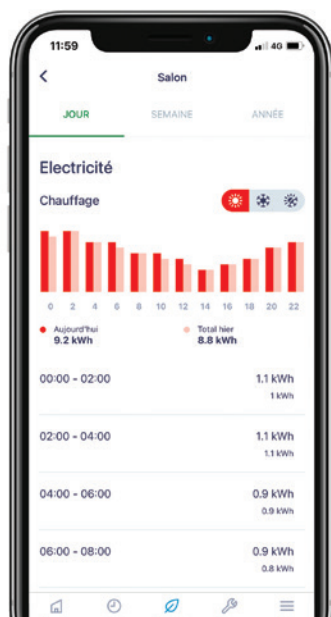 11:59 4G
Salon
JOUR SEMAINE ANNÉE
Electricité
Chauffage
0 2 4 6 8 10 12 14 16 18 20 22
Aujourd'hui Total hier
9.2 kWh 8.8 kWh
00:00 - 02:00 1.1 kWh
1 kWh
02:00 - 04:00 1.1 kWh
1.1 kWh
04:00 - 06:00 0.9 kWh
0.9 kWh
06:00 - 08:00 0.9 kWh
0.8 kWh